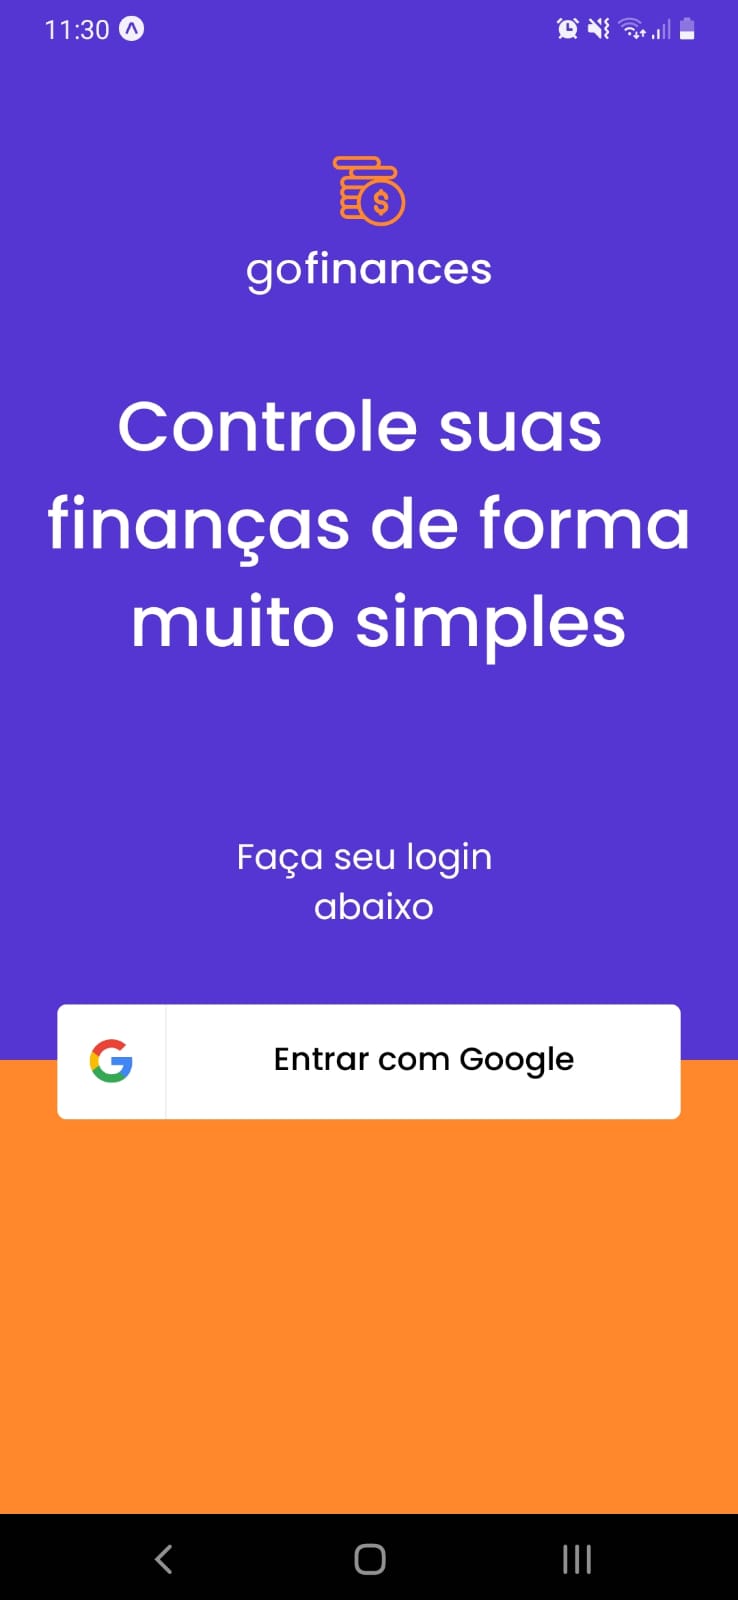 11:30
gofinances
Controle suas
finanças de forma
muito simples
Faça seu login
abaixo
Entrar com Google